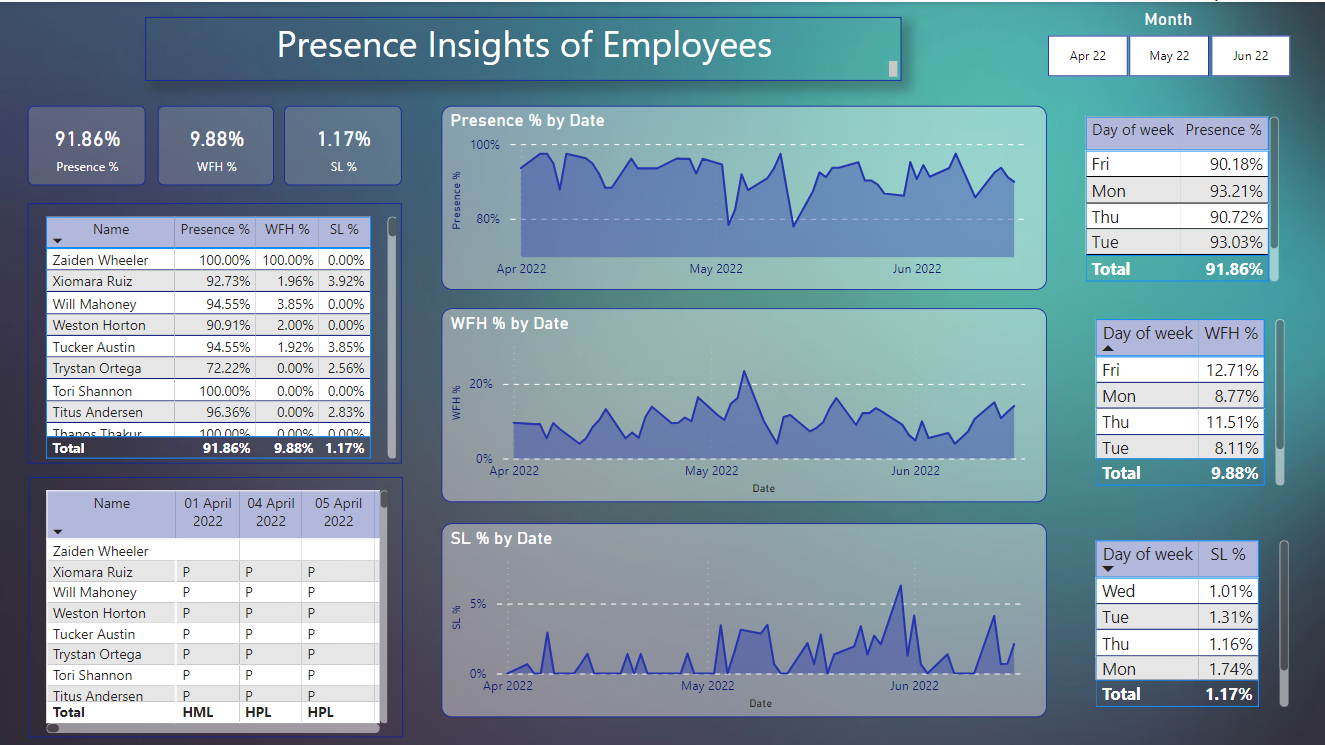 Presence Insights of Employees
Month
Apr 22 May 22 Jun 22
91.86%
Presence %
9.88%
WFH %
1.17%
SL %
Name Presence % WFH % SL %
Zaiden Wheeler 100.00% 100.00% 0.00%
Xiomara Ruiz 92.73% 1.96% 3.92%
Will Mahoney 94.55% 3.85% 0.00%
Weston Horton 90.91% 2.00% 0.00%
Tucker Austin 94.55% 1.92% 3.85%
Trystan Ortega 72.22% 0.00% 2.56%
Tori Shannon 100.00% 0.00% 0.00%
Titus Andersen 96.36% 0.00% 2.83%
Thanos Thakur 100.00% 0.00% 0.00%
Total 91.86% 9.88% 1.17%
Name 01 April 2022 04 April 2022 05 April 2022
Zaiden Wheeler
Xiomara Ruiz P P P
Will Mahoney P P P
Weston Horton P P P
Tucker Austin P P P
Trystan Ortega P P P
Tori Shannon P P P
Titus Andersen P P P
Total HML HPL HPL
Presence % by Date
Presence %
100%
80%
Apr 2022 May 2022 Jun 2022
WFH % by Date
WFH %
20%
0%
Apr 2022 May 2022 Jun 2022
Date
SL % by Date
SL %
5%
0%
Apr 2022 May 2022 Jun 2022
Date
Day of week Presence %
Fri 90.18%
Mon 93.21%
Thu 90.72%
Tue 93.03%
Total 91.86%
Day of week WFH %
Fri 12.71%
Mon 8.77%
Thu 11.51%
Tue 8.11%
Total 9.88%
Day of week SL %
Wed 1.01%
Tue 1.31%
Thu 1.16%
Mon 1.74%
Total 1.17%